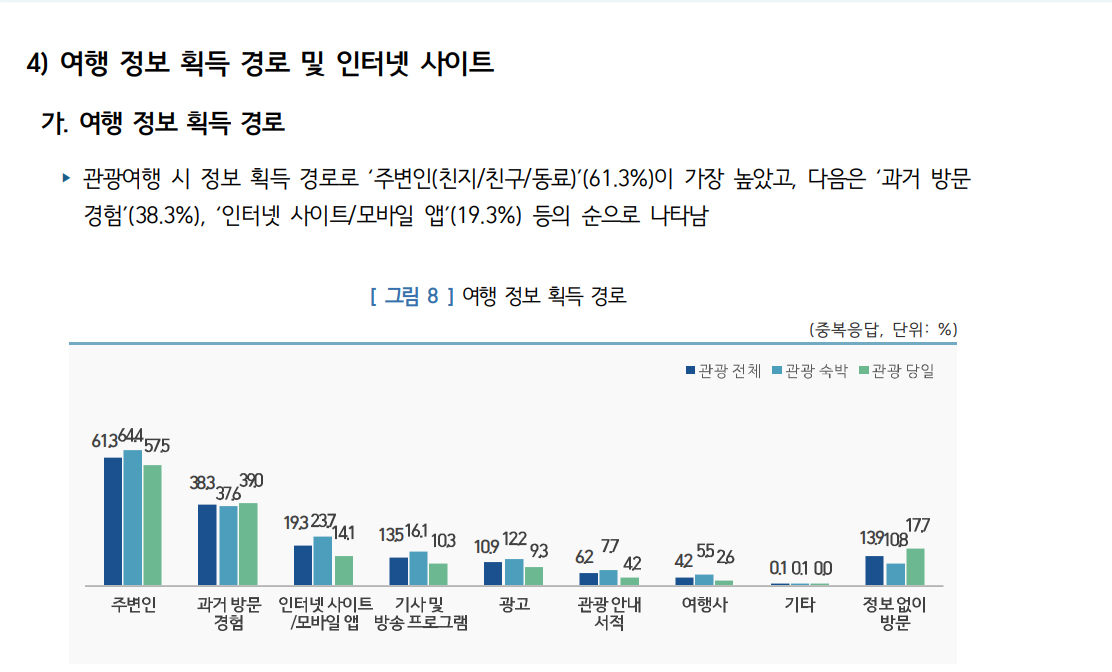 4) 여행 정보 획득 경로 및 인터넷 사이트
가. 여행 정보 획득 경로
▸ 관광여행 시 정보 획득 경로로 ‘주변인(친지/친구/동료)’(61.3%)이 가장 높았고, 다음은 ‘과거 방문
경험’(38.3%), ‘인터넷 사이트/모바일 앱’(19.3%) 등의 순으로 나타남
[ 그림 8 ] 여행 정보 획득 경로
(중복응답, 단위: %)
관광 전체 관광 숙박 관광 당일
61.3 64.4 57.5
38.3 37.6 39.0
19.3 23.7 14.1
13.5 16.1 10.3
10.9 12.2 9.3
6.2 7.7 4.2
4.2 5.5 2.6
0.1 0.1 0.0
13.9 10.8 17.7
주변인
과거 방문
경험
인터넷 사이트
/모바일 앱
기사 및
방송 프로그램
광고
관광 안내
서적
여행사
기타
정보 없이
방문